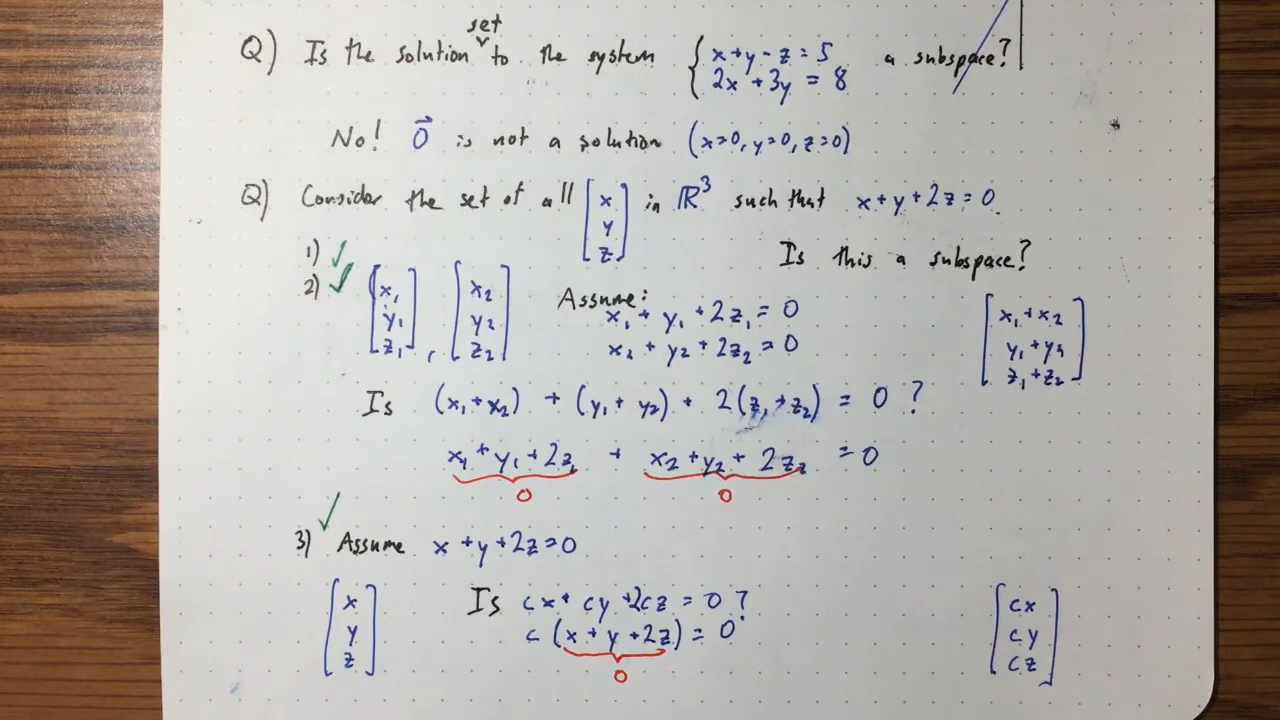 set
Q) Is the solution to the system { x+y-z=5 a subspace?
2x+3y=8
No! 0⃗ is not a solution (x=0, y=0, z=0)
Q) Consider the set of all [x y z] in ℝ³ such that x+y+2z=0.
1) ✓ Is this a subspace?
2) ✓ [x₁ y₁ z₁], [x₂ y₂ z₂] Assume: x₁+y₁+2z₁=0 [x₁+x₂ y₁+y₂ z₁+z₂]
x₂+y₂+2z₂=0
Is (x₁+x₂) + (y₁+y₂) + 2(z₁+z₂) = 0 ?
x₁+y₁+2z₁ + x₂+y₂+2z₂ = 0
0 0
✓
3) Assume x+y+2z=0
[x y z] Is cx+cy+2cz=0? [cx cy cz]
c(x+y+2z)=0
0